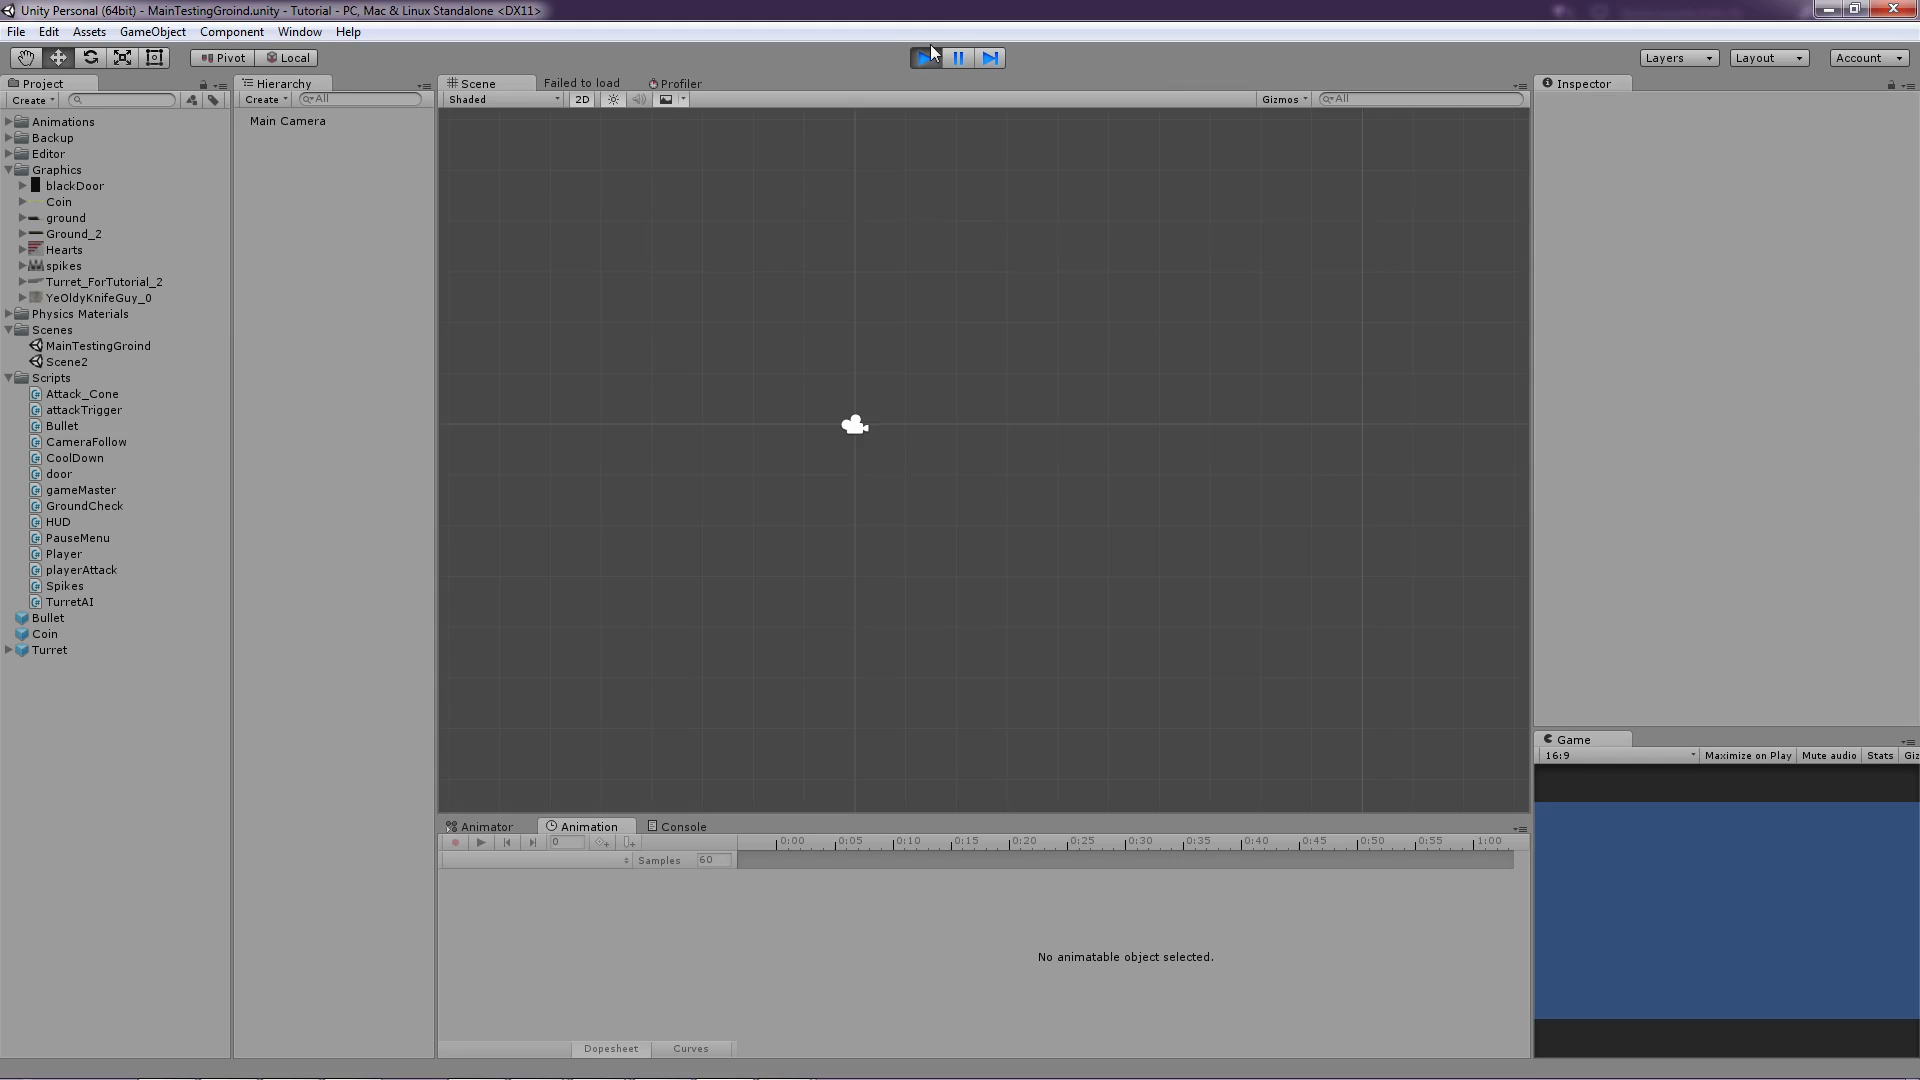 Unity Personal (64bit) - MainTestingGroind.unity - Tutorial - PC, Mac & Linux Standalone <DX11>
File Edit Assets GameObject Component Window Help
Pivot Local Layers Layout Account
Project Hierarchy Scene Failed to load Profiler Inspector
Create Create All Shaded 2D Gizmos All
Main Camera
Animations
Backup
Editor
Graphics
blackDoor
Coin
ground
Ground_2
Hearts
spikes
Turret_ForTutorial_2
YeOldyKnifeGuy_0
Physics Materials
Scenes
MainTestingGroind
Scene2
Scripts
Attack_Cone
attackTrigger
Bullet
CameraFollow
CoolDown
door
gameMaster
GroundCheck
HUD
PauseMenu
Player
playerAttack
Spikes
TurretAI
Bullet
Coin
Turret
Game
16:9 Maximize on Play Mute audio Stats Giz
Animator Animation Console
0 0:00 0:05 0:10 0:15 0:20 0:25 0:30 0:35 0:40 0:45 0:50 0:55 1:00
Samples 60
No animatable object selected.
Dopesheet Curves